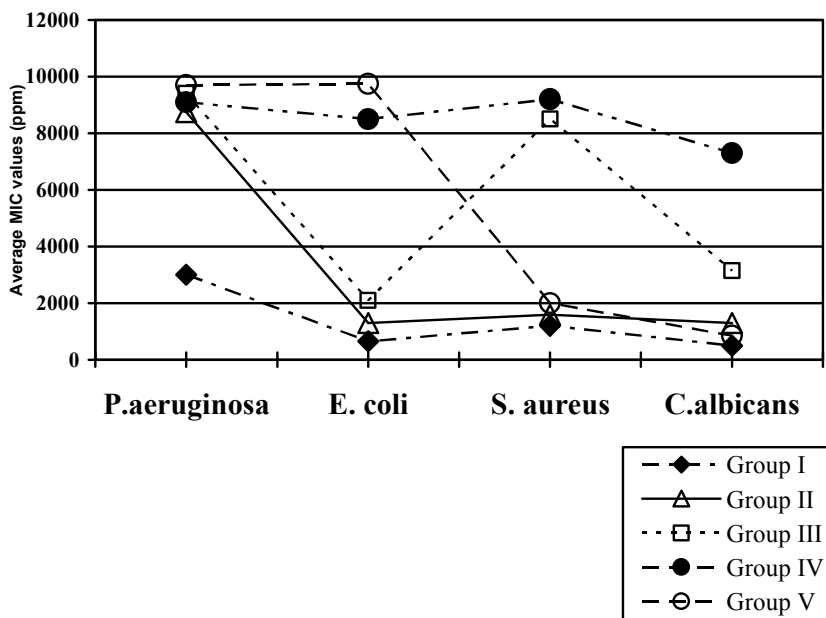 12000
10000
8000
6000
4000
2000
0
Average MIC values (ppm)
P.aeruginosa E. coli S. aureus C.albicans
Group I
Group II
Group III
Group IV
Group V